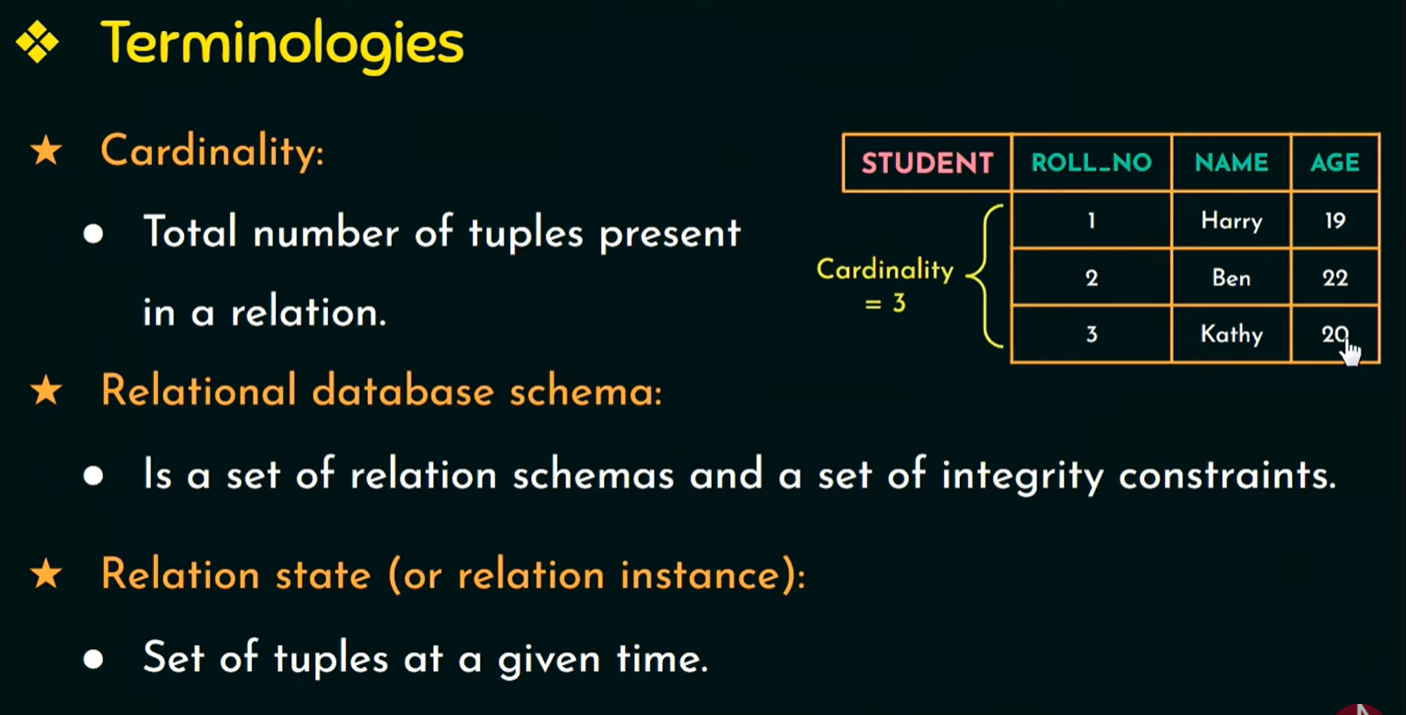 Terminologies
Cardinality:
Total number of tuples present
in a relation.
STUDENT ROLL_NO NAME AGE
1 Harry 19
2 Ben 22
3 Kathy 20
Cardinality
= 3
Relational database schema:
Is a set of relation schemas and a set of integrity constraints.
Relation state (or relation instance):
Set of tuples at a given time.